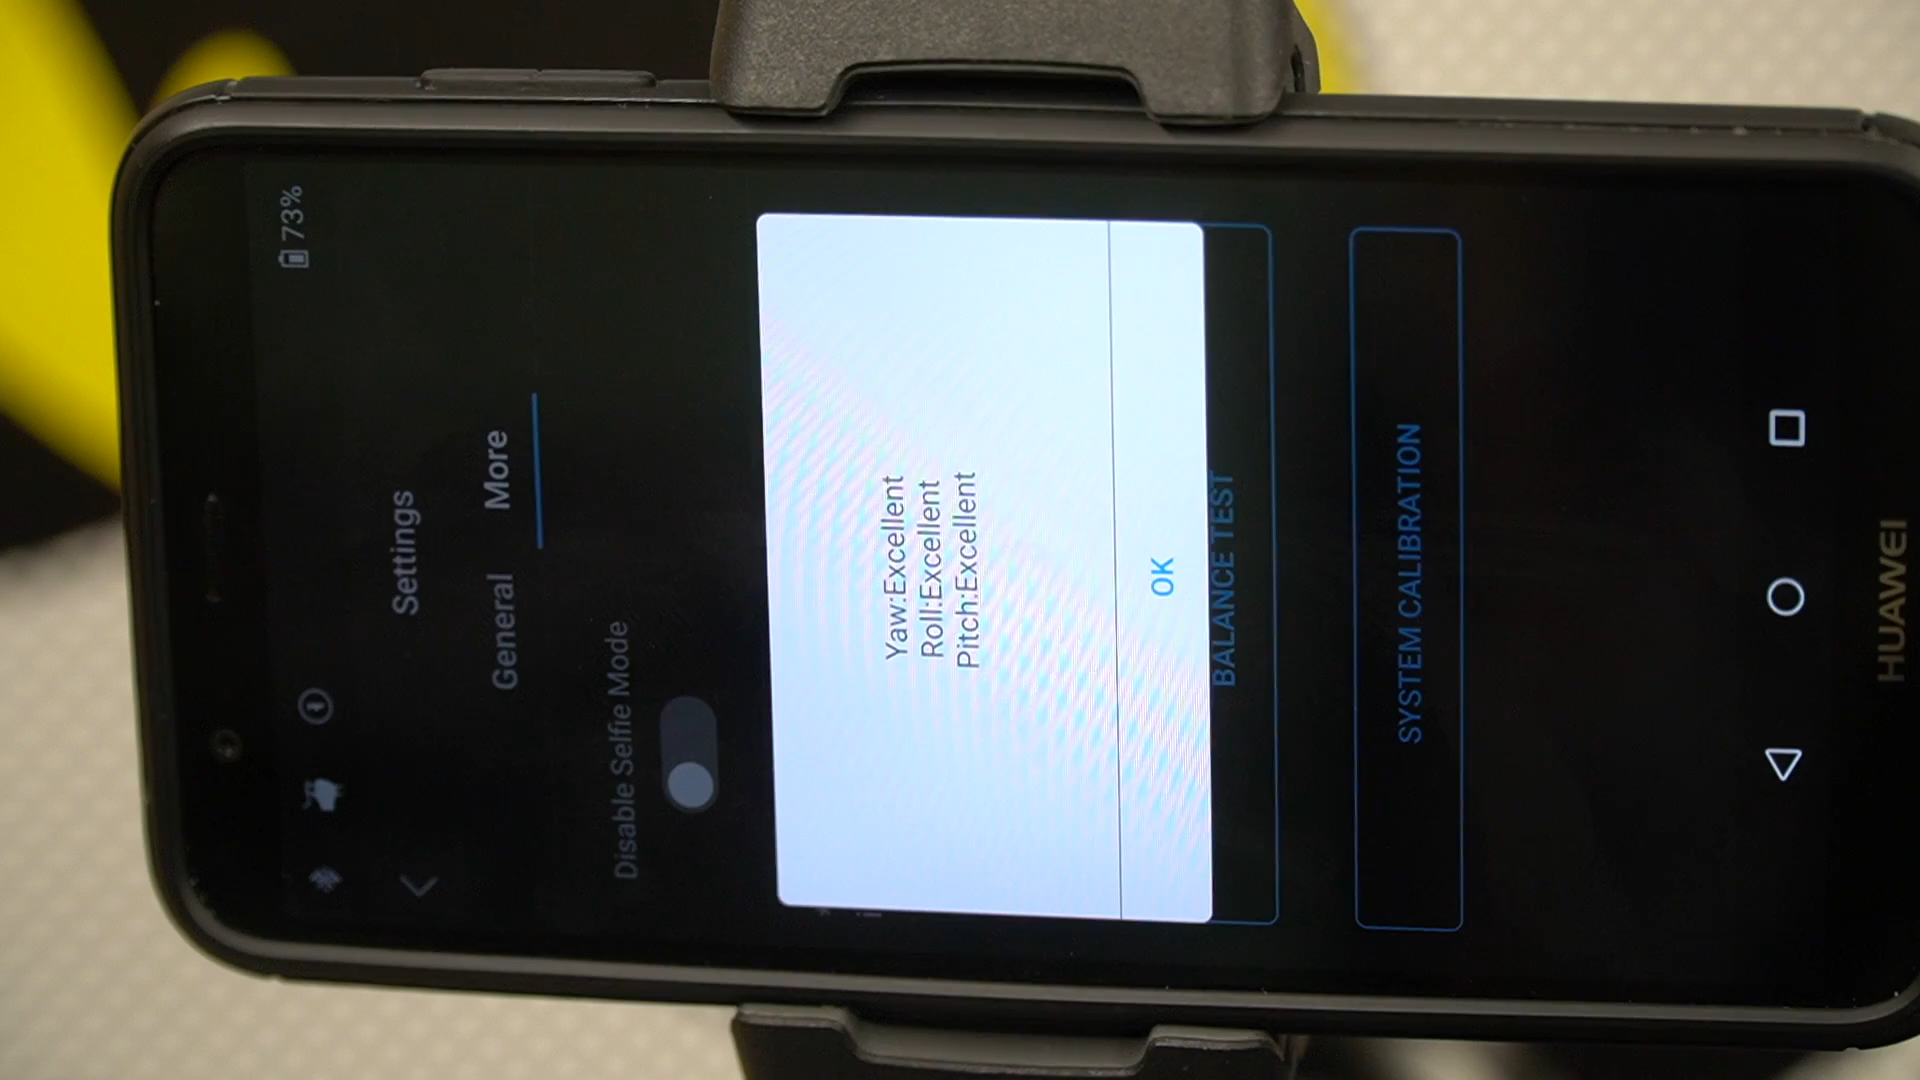 73%
Settings
General More
Disable Selfie Mode
Yaw:Excellent
Roll:Excellent
Pitch:Excellent
OK
BALANCE TEST
SYSTEM CALIBRATION
HUAWEI